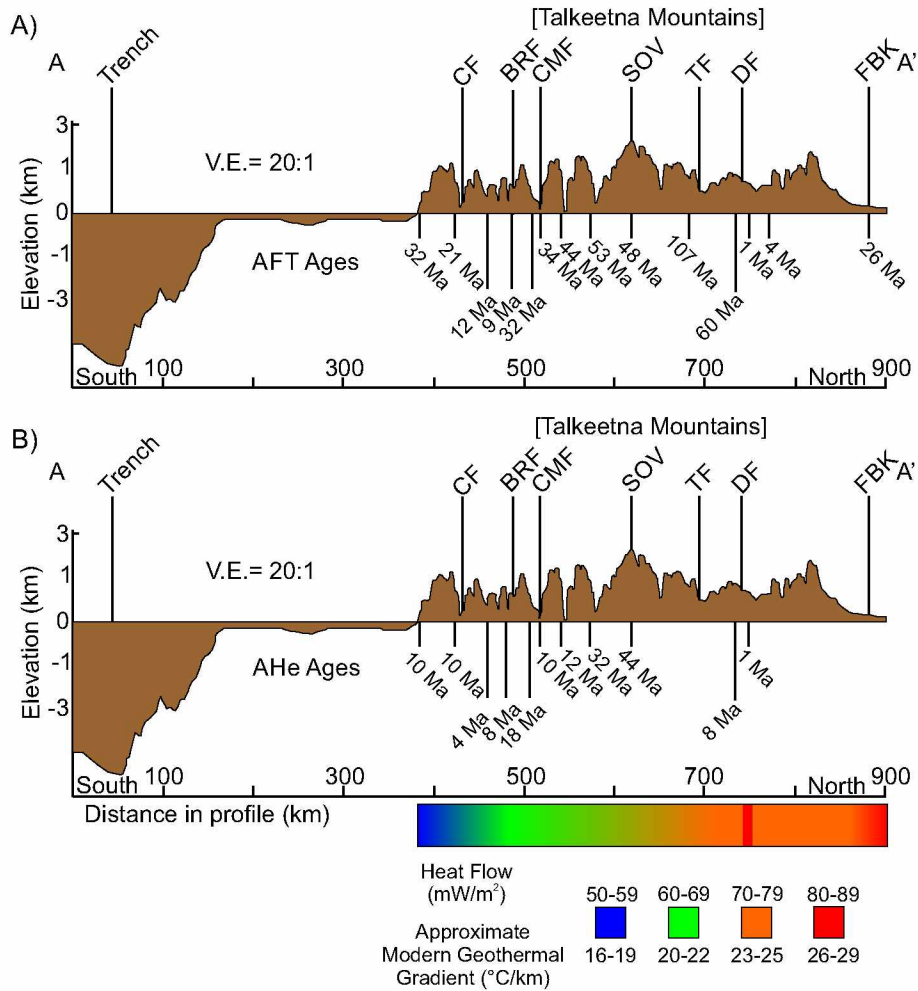 A)
[Talkeetna Mountains]
A
Trench
CF
BRF
CMF
SOV
TF
DF
FBK
A'
3
V.E.= 20:1
1
0
-1
-3
Elevation (km)
AFT Ages
32 Ma
21 Ma
12 Ma
9 Ma
32 Ma
34 Ma
44 Ma
53 Ma
48 Ma
107 Ma
60 Ma
1 Ma
4 Ma
26 Ma
South
100
300
500
700
North
900
B)
[Talkeetna Mountains]
A
Trench
CF
BRF
CMF
SOV
TF
DF
FBK
A'
3
V.E.= 20:1
1
0
-1
-3
Elevation (km)
AHe Ages
10 Ma
10 Ma
4 Ma
8 Ma
18 Ma
10 Ma
12 Ma
32 Ma
44 Ma
8 Ma
1 Ma
South
100
300
500
700
North
900
Distance in profile (km)
Heat Flow
(mW/m²)
50-59
60-69
70-79
80-89
Approximate
Modern Geothermal
Gradient (°C/km)
16-19
20-22
23-25
26-29